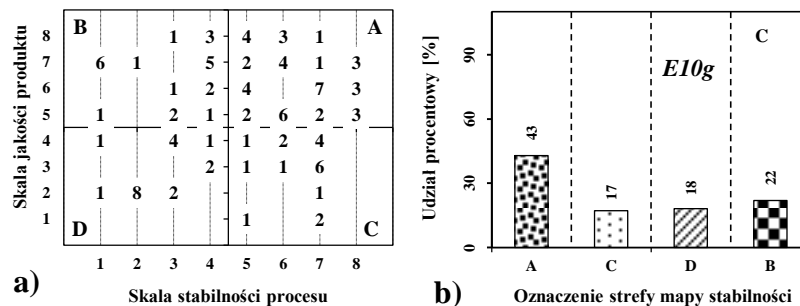 B A
8 1 3 4 3 1
7 6 1 5 2 4 1 3
6 1 2 4 7 3
5 1 2 1 2 6 2 3
4 1 4 1 1 2 4
3 2 1 1 6
2 1 8 2 1
1 1 2
D C
1 2 3 4 5 6 7 8
Skala jakości produktu
Skala stabilności procesu
a)
C
E10g
90
60
30
0
43
17
18
22
A C D B
Udział procentowy [%]
Oznaczenie strefy mapy stabilności
b)